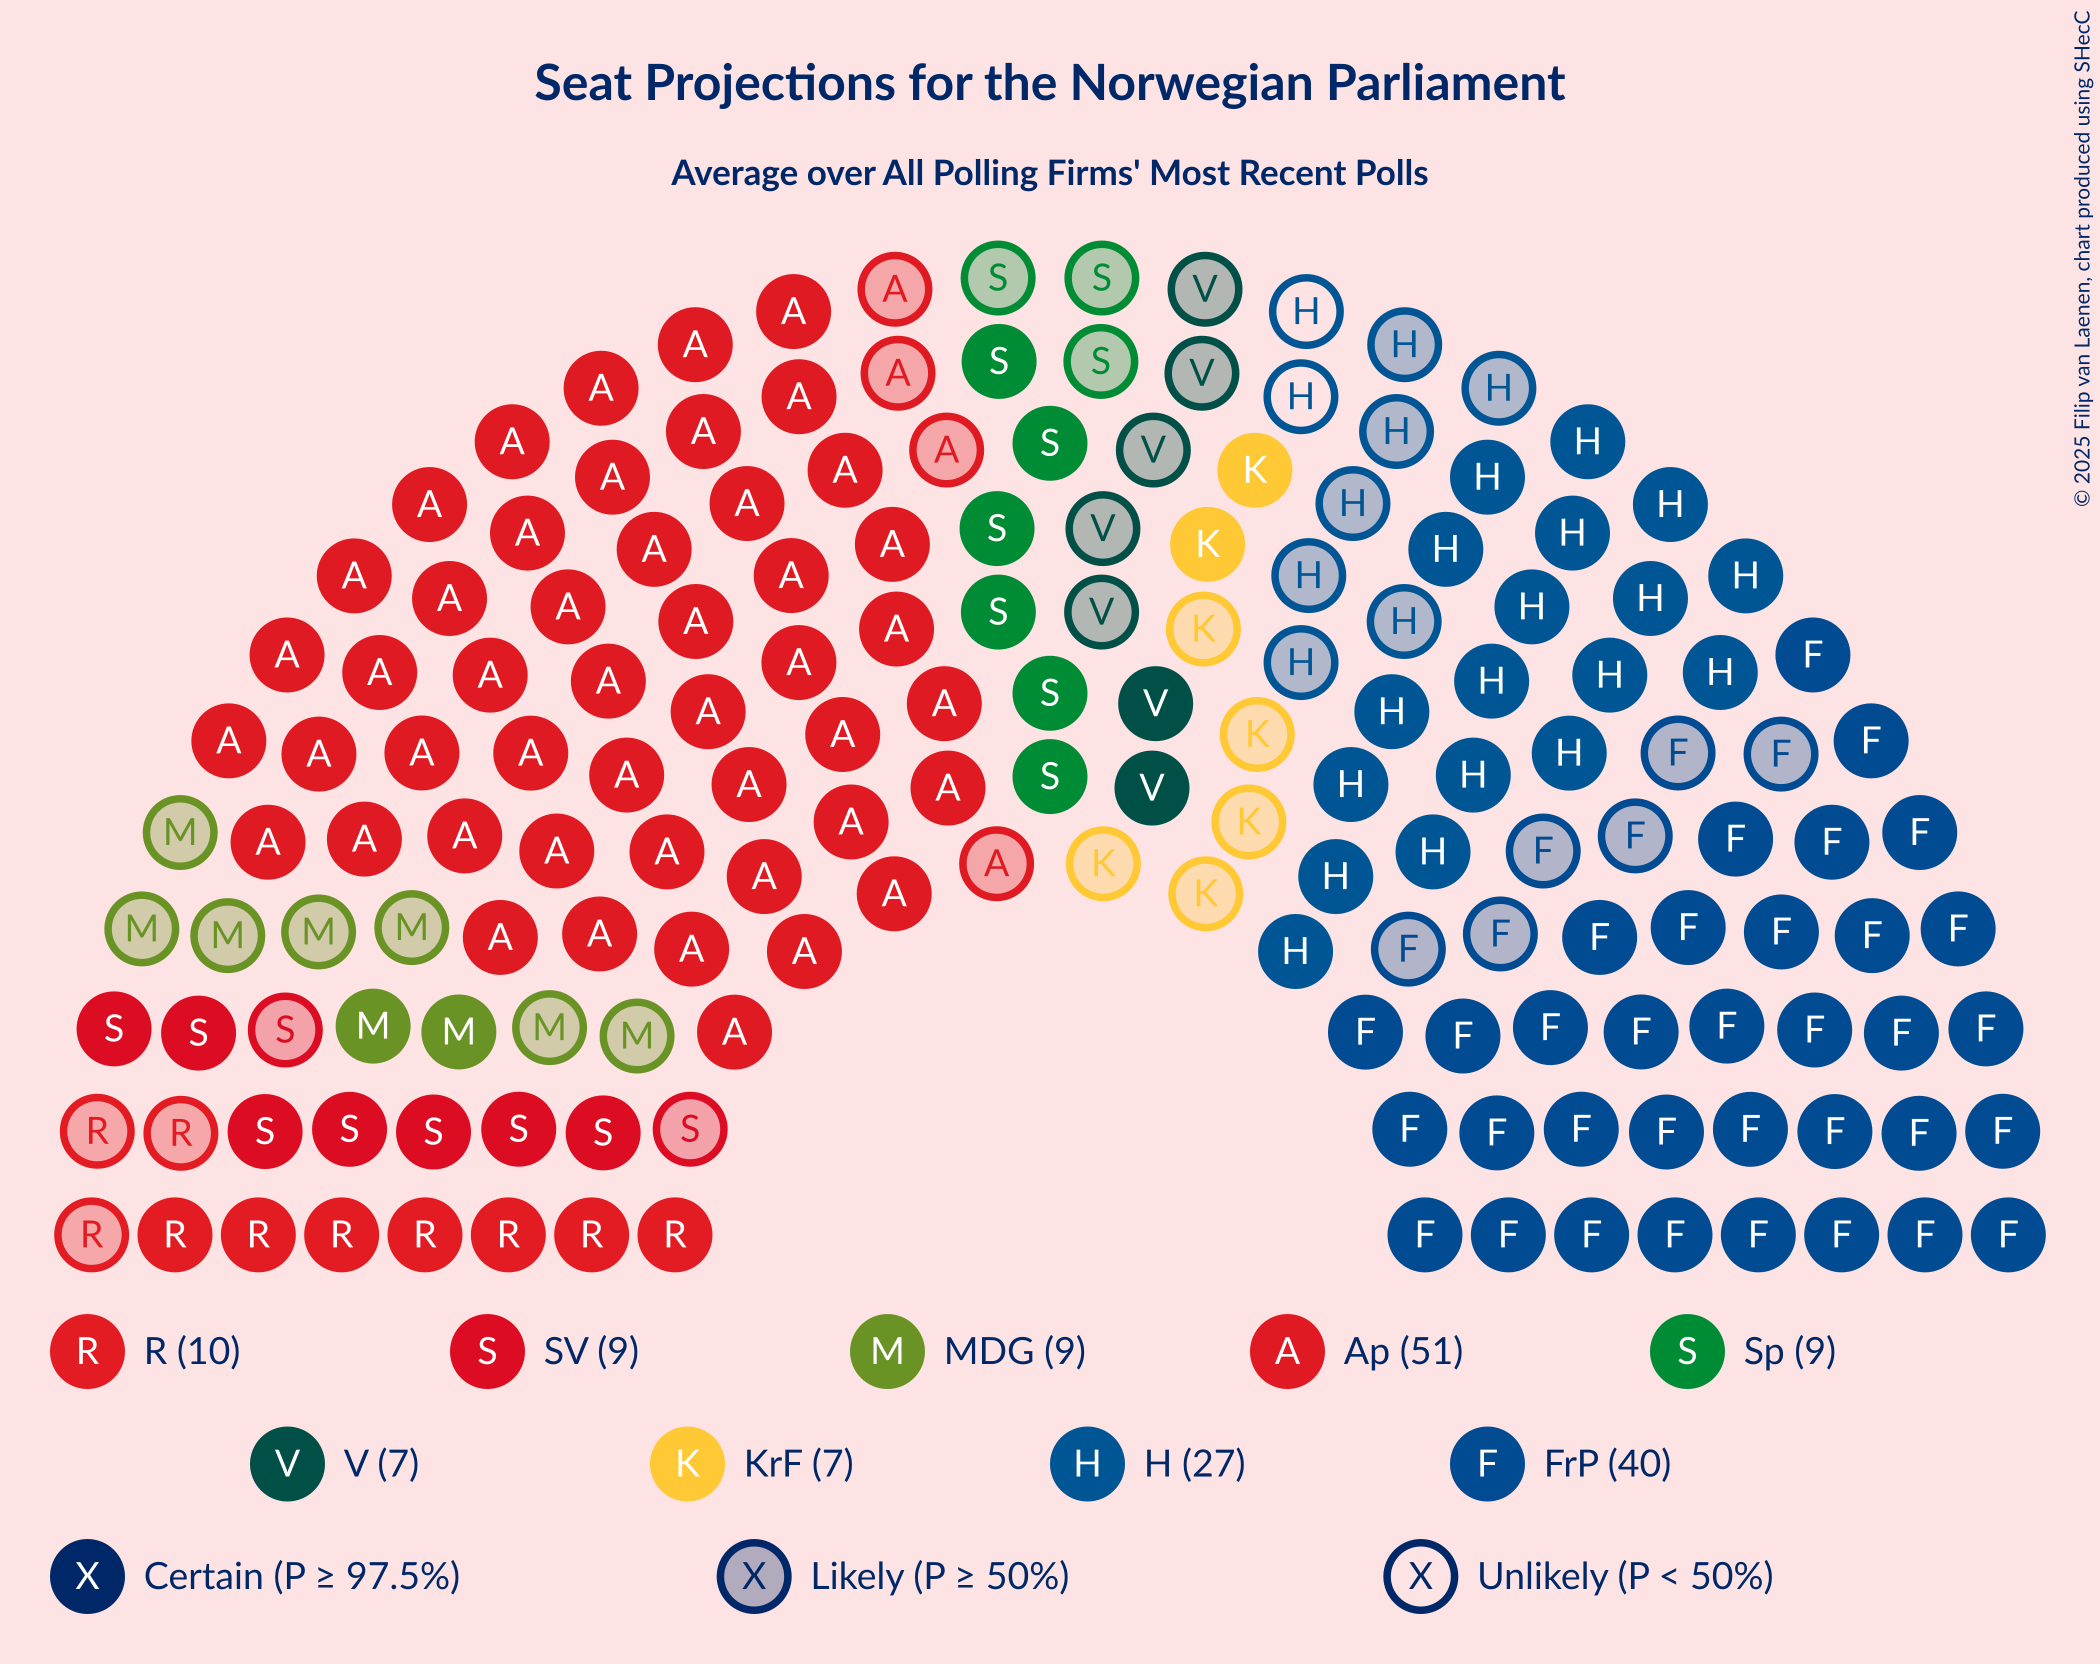 Seat Projections for the Norwegian Parliament
Average over All Polling Firms' Most Recent Polls
© 2025 Filip van Laenen, chart produced using SHecC
A A S S V H H H
A A A A S S V H H H
A A A A A S V K H H H H
A A A A A A S V K H H H H H
A A A A A A S V K H H H H H
A A A A A A S V K H H H H H F
A A A A A A A A S V K H H H F F F
M A A A A A A A A K K K H H F F F F F
M M M M A A A A H F F F F F F F
S S S M M M M A F F F F F F F F
R R S S S S S S F F F F F F F F
R R R R R R R R F F F F F F F F
R R (10) S SV (9) M MDG (9) A Ap (51) S Sp (9)
V V (7) K KrF (7) H H (27) F FrP (40)
X Certain (P ≥ 97.5%) X Likely (P ≥ 50%) X Unlikely (P < 50%)